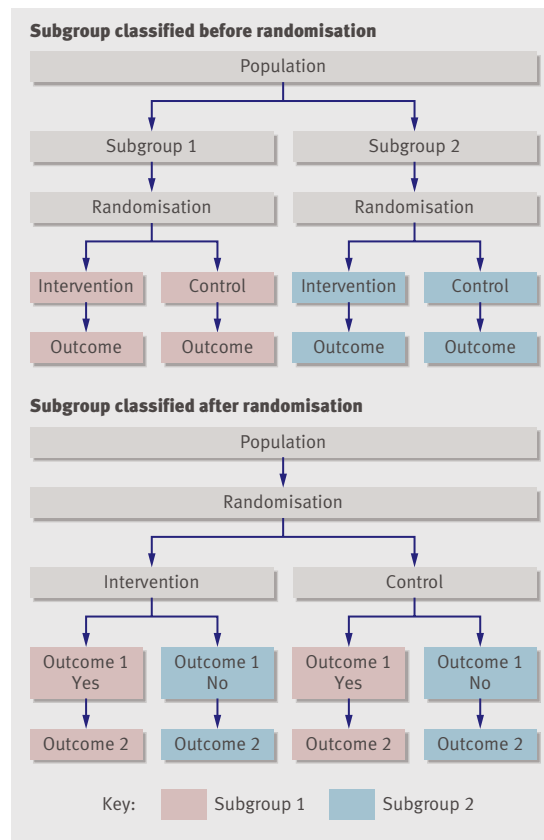 Subgroup classified before randomisation
Population
Subgroup 1
Subgroup 2
Randomisation
Randomisation
Intervention
Control
Intervention
Control
Outcome
Outcome
Outcome
Outcome
Subgroup classified after randomisation
Population
Randomisation
Intervention
Control
Outcome 1
Yes
Outcome 1
No
Outcome 1
Yes
Outcome 1
No
Outcome 2
Outcome 2
Outcome 2
Outcome 2
Key:
Subgroup 1
Subgroup 2